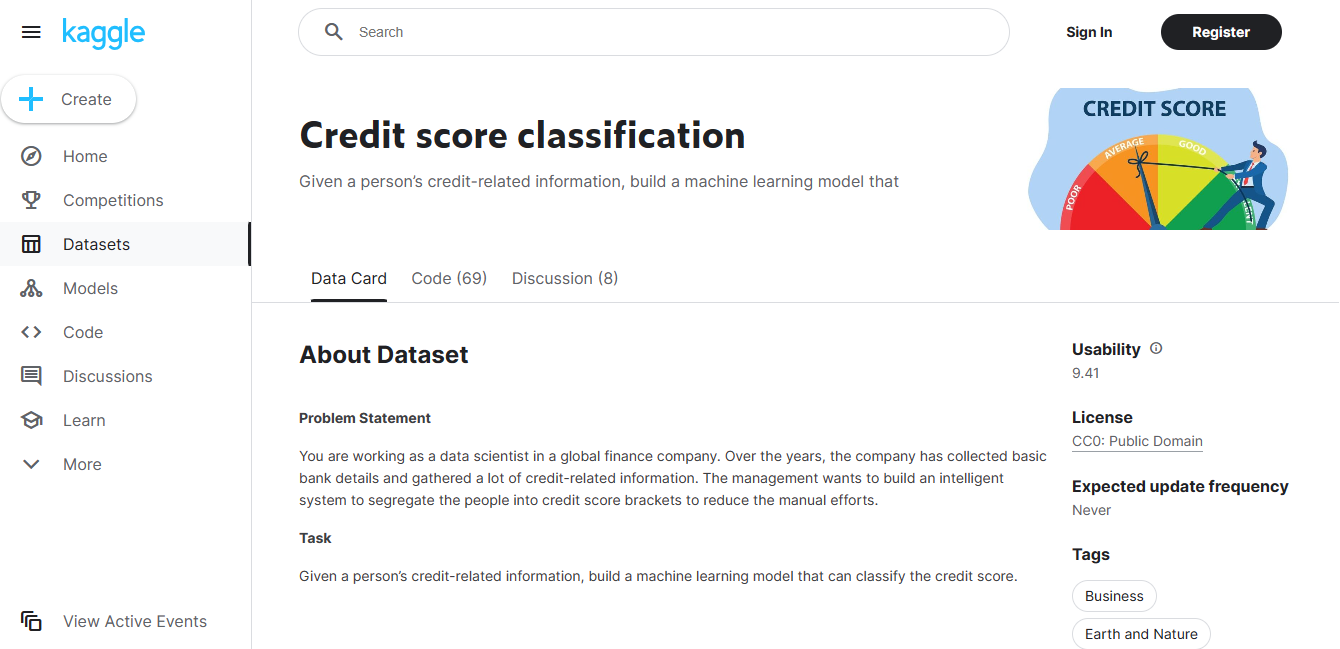 kaggle
Search
Sign In
Register
Create
Home
Competitions
Datasets
Models
Code
Discussions
Learn
More
View Active Events
Credit score classification
Given a person’s credit-related information, build a machine learning model that
CREDIT SCORE
POOR
AVERAGE
GOOD
Data Card
Code (69)
Discussion (8)
About Dataset
Problem Statement
You are working as a data scientist in a global finance company. Over the years, the company has collected basic
bank details and gathered a lot of credit-related information. The management wants to build an intelligent
system to segregate the people into credit score brackets to reduce the manual efforts.
Task
Given a person’s credit-related information, build a machine learning model that can classify the credit score.
Usability
9.41
License
CC0: Public Domain
Expected update frequency
Never
Tags
Business
Earth and Nature